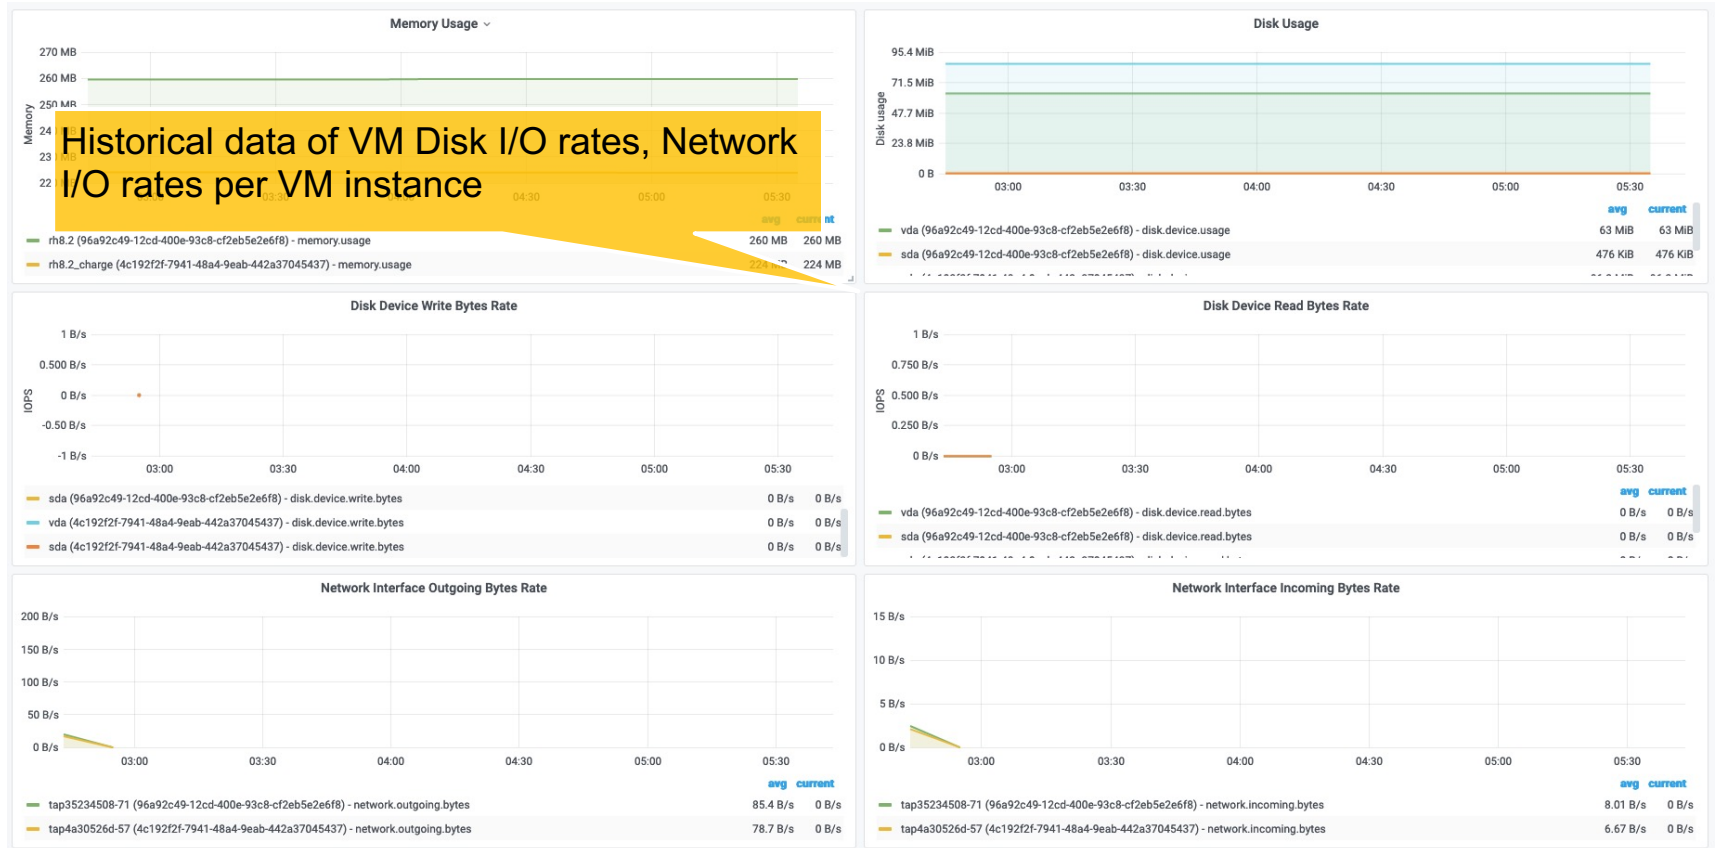 Memory Usage
270 MB
260 MB
250 MB
Memory
Historical data of VM Disk I/O rates, Network
I/O rates per VM instance
04:30
05:00
05:30
avg current
rh8.2 (96a92c49-12cd-400e-93c8-cf2eb5e2e6f8) - memory.usage 260 MB 260 MB
rh8.2_charge (4c192f2f-7941-48a4-9eab-442a37045437) - memory.usage 224 MB 224 MB
Disk Usage
95.4 MiB
71.5 MiB
47.7 MiB
23.8 MiB
0 B
Disk usage
03:00 03:30 04:00 04:30 05:00 05:30
avg current
vda (96a92c49-12cd-400e-93c8-cf2eb5e2e6f8) - disk.device.usage 63 MiB 63 MiB
sda (96a92c49-12cd-400e-93c8-cf2eb5e2e6f8) - disk.device.usage 476 KiB 476 KiB
Disk Device Write Bytes Rate
1 B/s
0.500 B/s
0 B/s
-0.50 B/s
-1 B/s
IOPS
03:00 03:30 04:00 04:30 05:00 05:30
sda (96a92c49-12cd-400e-93c8-cf2eb5e2e6f8) - disk.device.write.bytes 0 B/s 0 B/s
vda (4c192f2f-7941-48a4-9eab-442a37045437) - disk.device.write.bytes 0 B/s 0 B/s
sda (4c192f2f-7941-48a4-9eab-442a37045437) - disk.device.write.bytes 0 B/s 0 B/s
Disk Device Read Bytes Rate
1 B/s
0.750 B/s
0.500 B/s
0.250 B/s
0 B/s
IOPS
03:00 03:30 04:00 04:30 05:00 05:30
avg current
vda (96a92c49-12cd-400e-93c8-cf2eb5e2e6f8) - disk.device.read.bytes 0 B/s 0 B/s
sda (96a92c49-12cd-400e-93c8-cf2eb5e2e6f8) - disk.device.read.bytes 0 B/s 0 B/s
Network Interface Outgoing Bytes Rate
200 B/s
150 B/s
100 B/s
50 B/s
0 B/s
03:00 03:30 04:00 04:30 05:00 05:30
avg current
tap35234508-71 (96a92c49-12cd-400e-93c8-cf2eb5e2e6f8) - network.outgoing.bytes 85.4 B/s 0 B/s
tap4a30526d-57 (4c192f2f-7941-48a4-9eab-442a37045437) - network.outgoing.bytes 78.7 B/s 0 B/s
Network Interface Incoming Bytes Rate
15 B/s
10 B/s
5 B/s
0 B/s
03:00 03:30 04:00 04:30 05:00 05:30
avg current
tap35234508-71 (96a92c49-12cd-400e-93c8-cf2eb5e2e6f8) - network.incoming.bytes 8.01 B/s 0 B/s
tap4a30526d-57 (4c192f2f-7941-48a4-9eab-442a37045437) - network.incoming.bytes 6.67 B/s 0 B/s